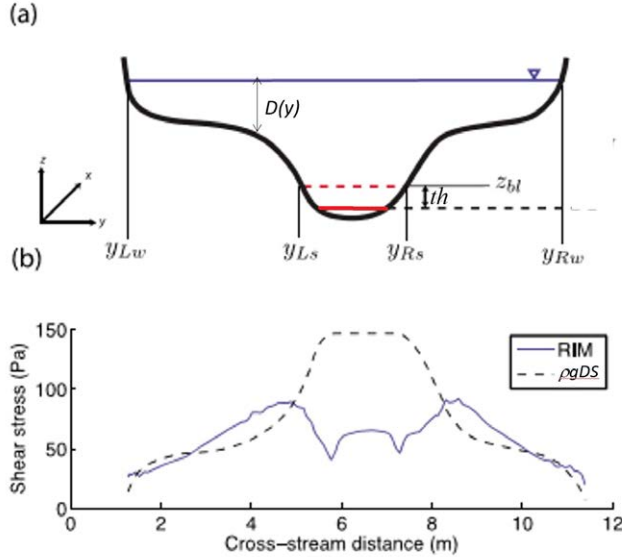 (a)
D(y)
z
x
y
z_bl
th
y_Lw
y_Ls
y_Rs
y_Rw
(b)
Shear stress (Pa)
150
100
50
0
RIM
ρgDS
0 2 4 6 8 10 12
Cross-stream distance (m)